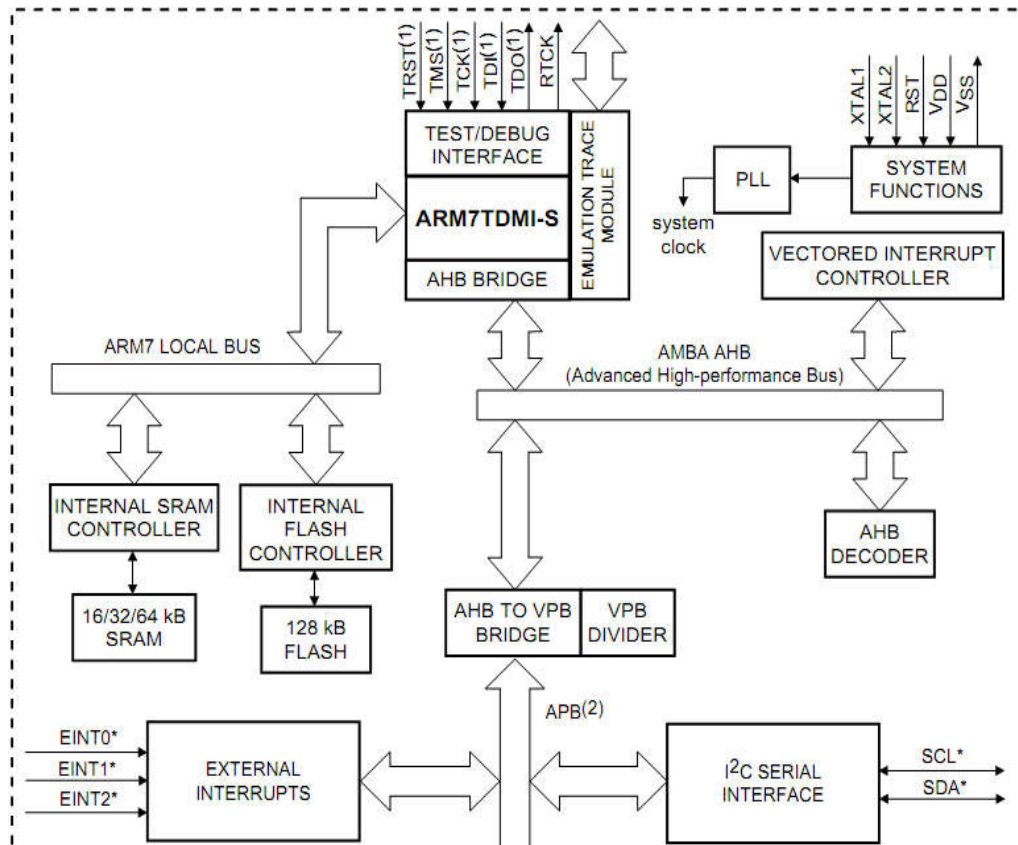 TRST(1)
TMS(1)
TCK(1)
TDI(1)
TDO(1)
RTCK
XTAL1
XTAL2
RST
VDD
VSS
TEST/DEBUG
INTERFACE
ARM7TDMI-S
AHB BRIDGE
EMULATION TRACE
MODULE
PLL
SYSTEM
FUNCTIONS
system
clock
VECTORED INTERRUPT
CONTROLLER
ARM7 LOCAL BUS
AMBA AHB
(Advanced High-performance Bus)
INTERNAL SRAM
CONTROLLER
INTERNAL
FLASH
CONTROLLER
AHB
DECODER
16/32/64 kB
SRAM
128 kB
FLASH
AHB TO VPB
BRIDGE
VPB
DIVIDER
APB(2)
EINT0*
EINT1*
EINT2*
EXTERNAL
INTERRUPTS
I2C SERIAL
INTERFACE
SCL*
SDA*